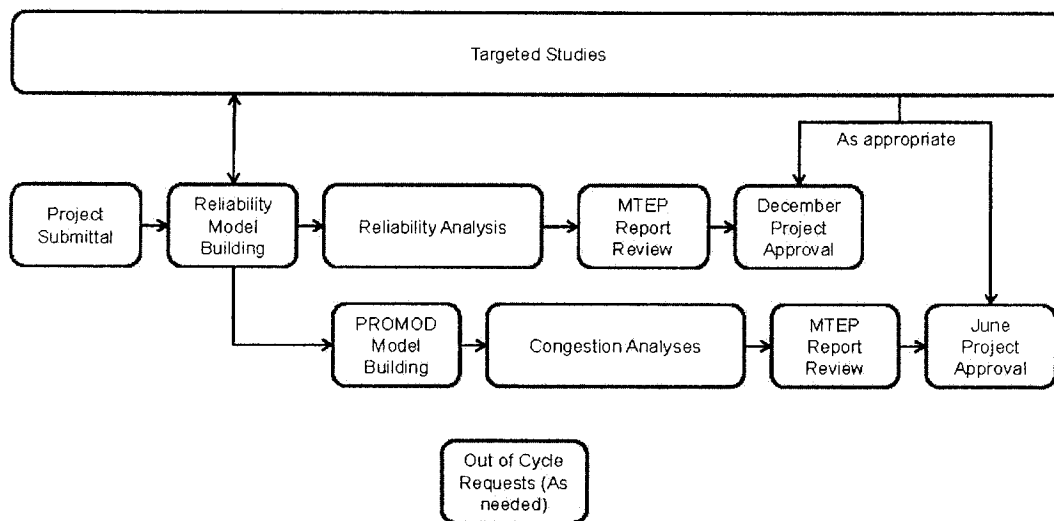 Targeted Studies
As appropriate
Project
Submittal
Reliability
Model
Building
Reliability Analysis
MTEP
Report
Review
December
Project
Approval
PROMOD
Model
Building
Congestion Analyses
MTEP
Report
Review
June
Project
Approval
Out of Cycle
Requests (As
needed)